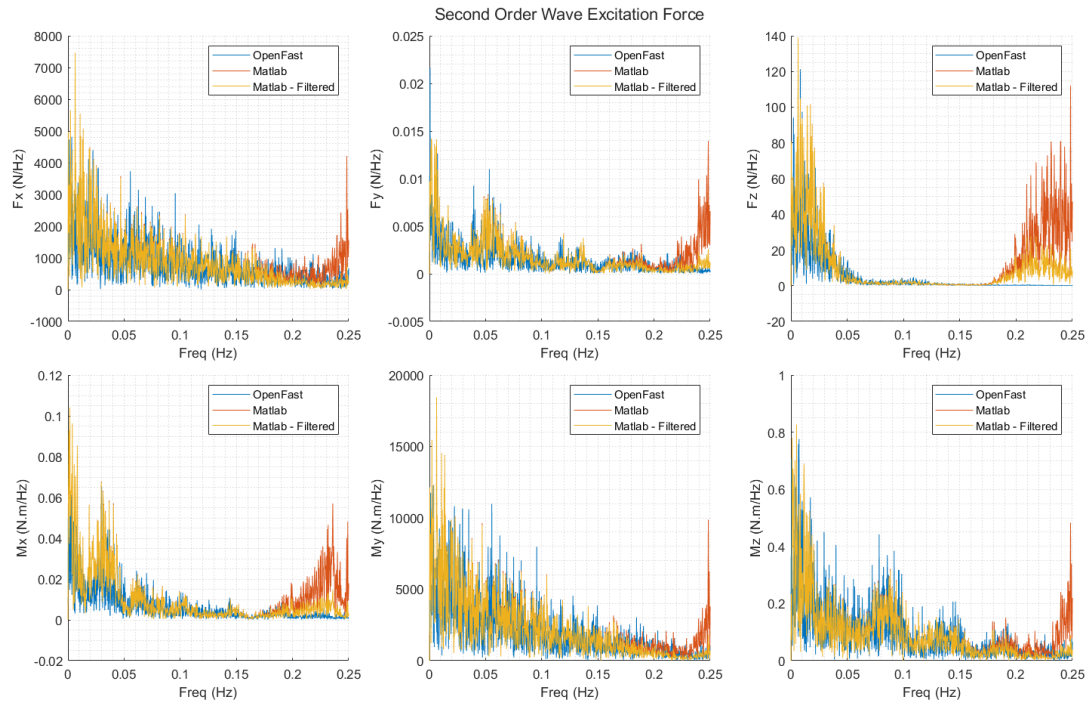 Second Order Wave Excitation Force
8000
7000
6000
5000
4000
3000
2000
1000
0
-1000
Fx (N/Hz)
OpenFast
Matlab
Matlab - Filtered
0 0.05 0.1 0.15 0.2 0.25
Freq (Hz)
0.025
0.02
0.015
0.01
0.005
0
-0.005
Fy (N/Hz)
OpenFast
Matlab
Matlab - Filtered
0 0.05 0.1 0.15 0.2 0.25
Freq (Hz)
140
120
100
80
60
40
20
0
-20
Fz (N/Hz)
OpenFast
Matlab
Matlab - Filtered
0 0.05 0.1 0.15 0.2 0.25
Freq (Hz)
0.12
0.1
0.08
0.06
0.04
0.02
0
-0.02
Mx (N.m/Hz)
OpenFast
Matlab
Matlab - Filtered
0 0.05 0.1 0.15 0.2 0.25
Freq (Hz)
20000
15000
10000
5000
0
My (N.m/Hz)
OpenFast
Matlab
Matlab - Filtered
0 0.05 0.1 0.15 0.2 0.25
Freq (Hz)
1
0.8
0.6
0.4
0.2
0
Mz (N.m/Hz)
OpenFast
Matlab
Matlab - Filtered
0 0.05 0.1 0.15 0.2 0.25
Freq (Hz)